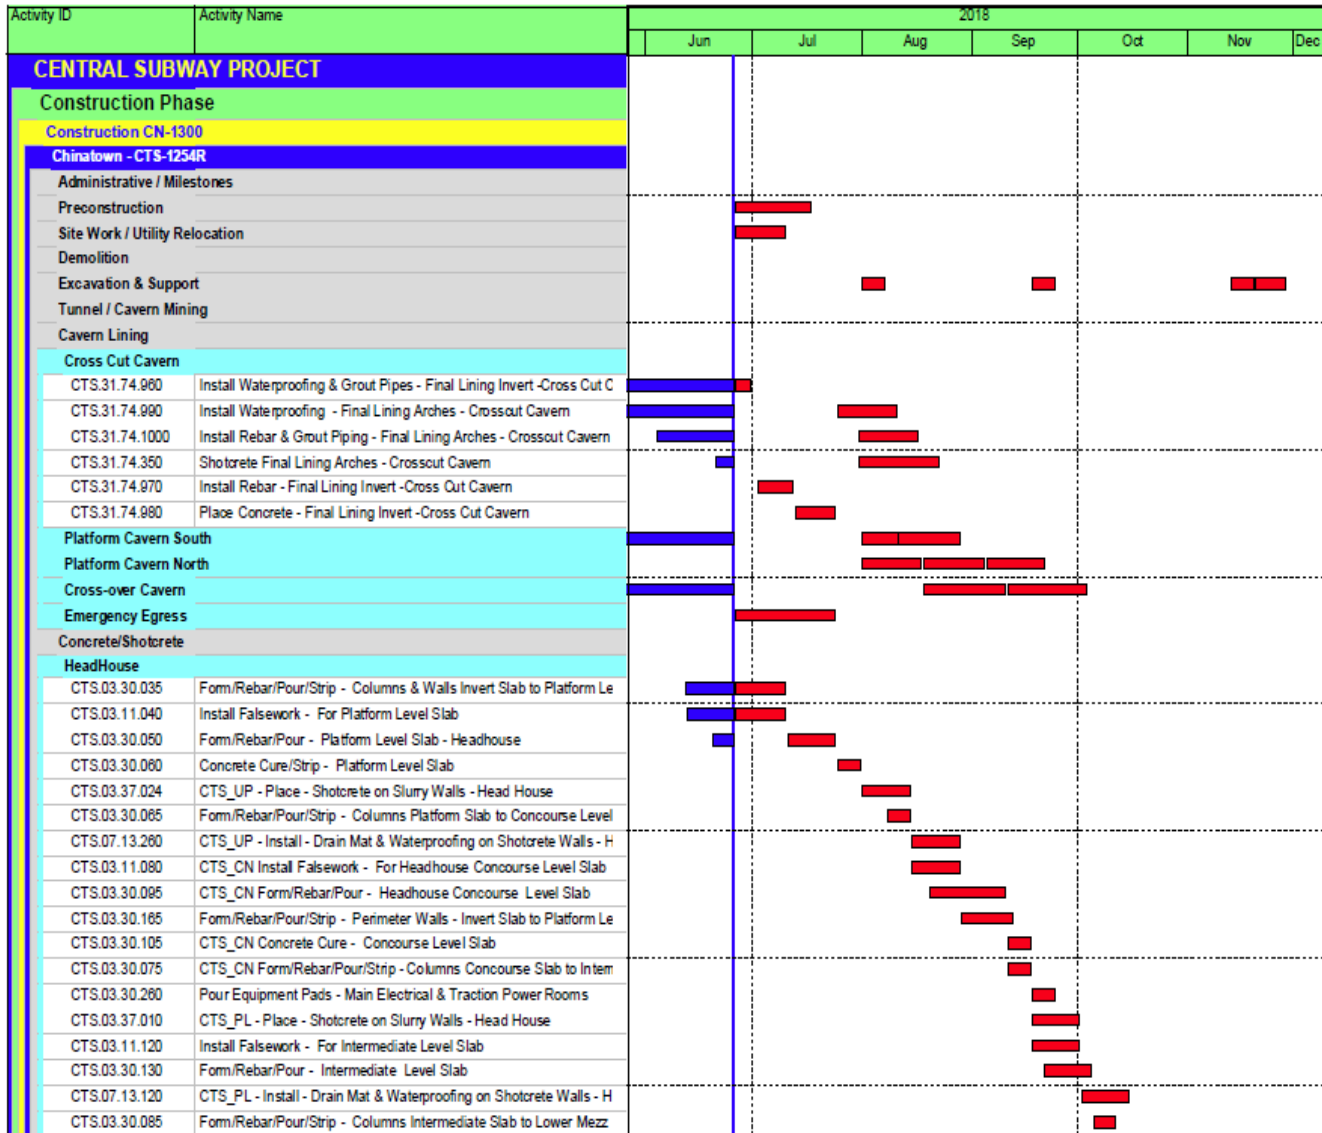 Activity ID Activity Name 2018
Jun Jul Aug Sep Oct Nov Dec
CENTRAL SUBWAY PROJECT
Construction Phase
Construction CN-1300
Chinatown - CTS-1254R
Administrative / Milestones
Preconstruction
Site Work / Utility Relocation
Demolition
Excavation & Support
Tunnel / Cavern Mining
Cavern Lining
Cross Cut Cavern
CTS.31.74.960 Install Waterproofing & Grout Pipes - Final Lining Invert -Cross Cut C
CTS.31.74.990 Install Waterproofing - Final Lining Arches - Crosscut Cavern
CTS.31.74.1000 Install Rebar & Grout Piping - Final Lining Arches - Crosscut Cavern
CTS.31.74.350 Shotcrete Final Lining Arches - Crosscut Cavern
CTS.31.74.970 Install Rebar - Final Lining Invert -Cross Cut Cavern
CTS.31.74.980 Place Concrete - Final Lining Invert -Cross Cut Cavern
Platform Cavern South
Platform Cavern North
Cross-over Cavern
Emergency Egress
Concrete/Shotcrete
HeadHouse
CTS.03.30.035 Form/Rebar/Pour/Strip - Columns & Walls Invert Slab to Platform Le
CTS.03.11.040 Install Falsework - For Platform Level Slab
CTS.03.30.050 Form/Rebar/Pour - Platform Level Slab - Headhouse
CTS.03.30.060 Concrete Cure/Strip - Platform Level Slab
CTS.03.37.024 CTS_UP - Place - Shotcrete on Slurry Walls - Head House
CTS.03.30.065 Form/Rebar/Pour/Strip - Columns Platform Slab to Concourse Level
CTS.07.13.260 CTS_UP - Install - Drain Mat & Waterproofing on Shotcrete Walls - H
CTS.03.11.080 CTS_CN Install Falsework - For Headhouse Concourse Level Slab
CTS.03.30.095 CTS_CN Form/Rebar/Pour - Headhouse Concourse Level Slab
CTS.03.30.165 Form/Rebar/Pour/Strip - Perimeter Walls - Invert Slab to Platform Le
CTS.03.30.105 CTS_CN Concrete Cure - Concourse Level Slab
CTS.03.30.075 CTS_CN Form/Rebar/Pour/Strip - Columns Concourse Slab to Interm
CTS.03.30.260 Pour Equipment Pads - Main Electrical & Traction Power Rooms
CTS.03.37.010 CTS_PL - Place - Shotcrete on Slurry Walls - Head House
CTS.03.11.120 Install Falsework - For Intermediate Level Slab
CTS.03.30.130 Form/Rebar/Pour - Intermediate Level Slab
CTS.07.13.120 CTS_PL - Install - Drain Mat & Waterproofing on Shotcrete Walls - H
CTS.03.30.085 Form/Rebar/Pour/Strip - Columns Intermediate Slab to Lower Mezz